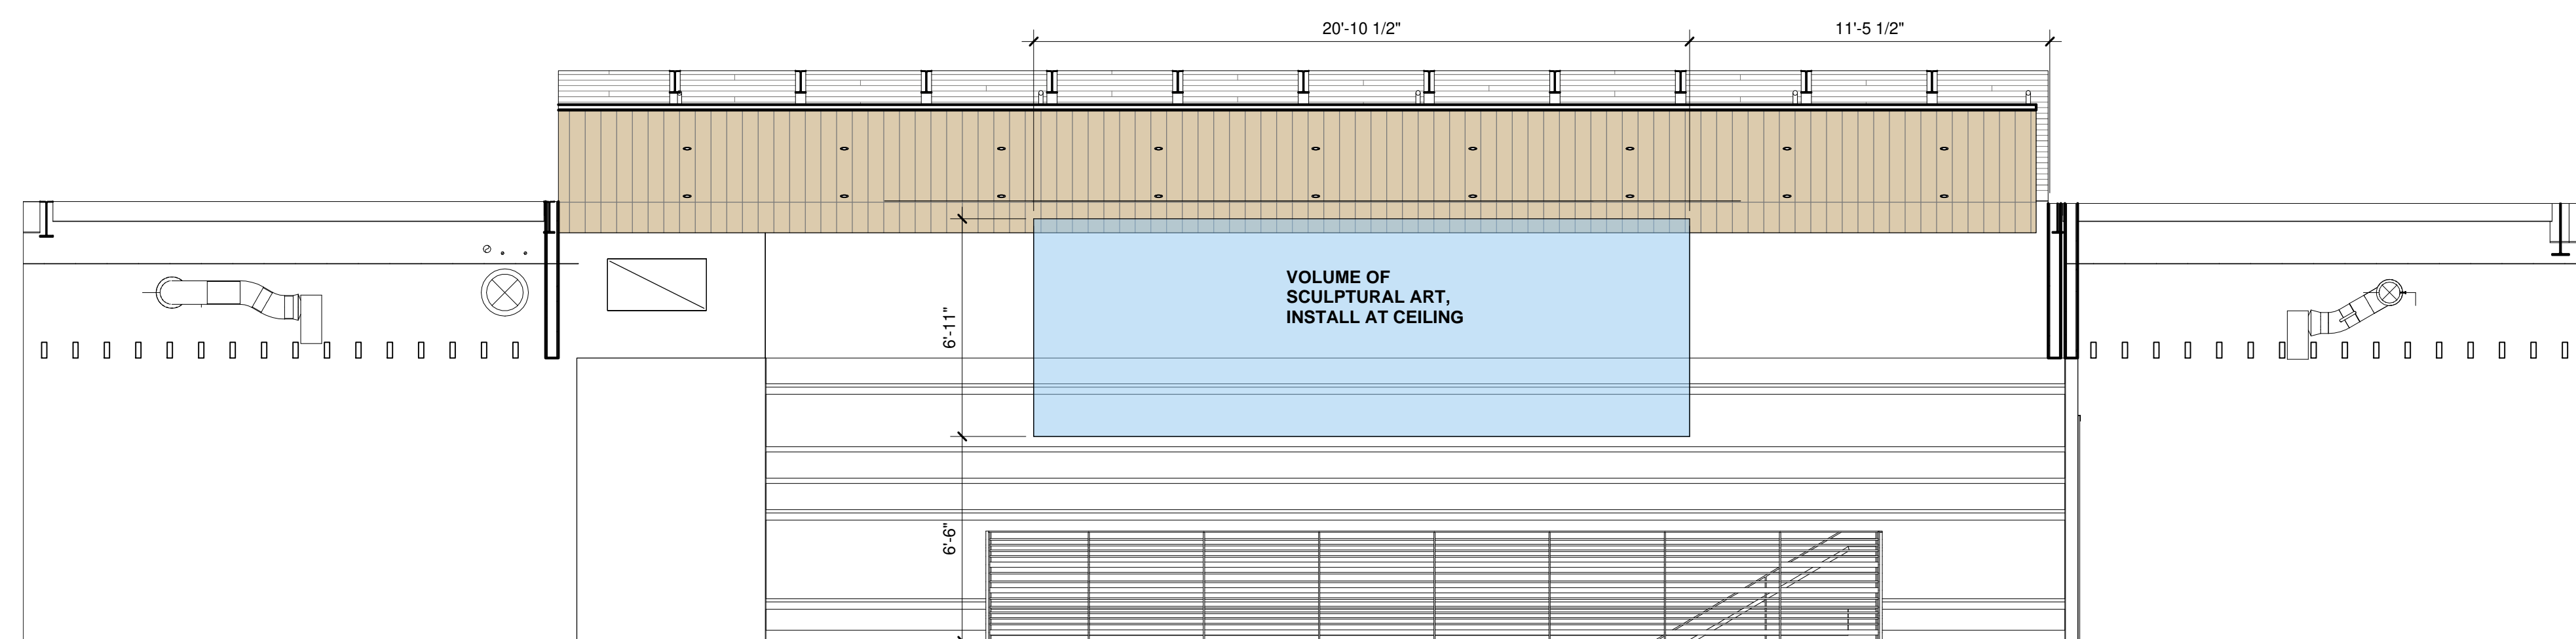 20'-10 1/2"
11'-5 1/2"
VOLUME OF
SCULPTURAL ART,
INSTALL AT CEILING
6'-11"
6'-6"